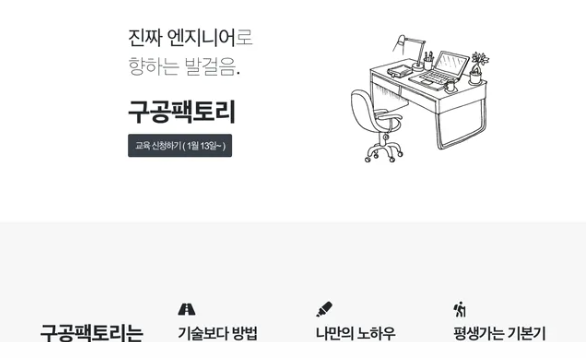 진짜 엔지니어로
향하는 발걸음.
구공팩토리
교육 신청하기 ( 1월 13일~ )
구공팩토리는
기술보다 방법
나만의 노하우
평생가는 기본기